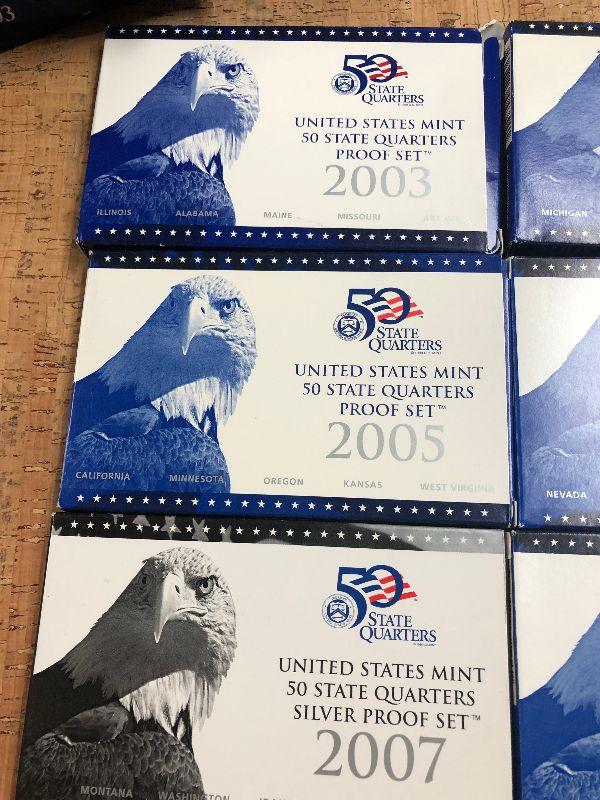 50
STATE
QUARTERS
UNITED STATES MINT
50 STATE QUARTERS
PROOF SET™
2003
ILLINOIS ALABAMA MAINE MISSOURI
MICHIGAN
50
STATE
QUARTERS
UNITED STATES MINT
50 STATE QUARTERS
PROOF SET™
2005
CALIFORNIA MINNESOTA OREGON KANSAS WEST VIRGINIA
NEVADA
50
STATE
QUARTERS
UNITED STATES MINT
50 STATE QUARTERS
SILVER PROOF SET™
2007
MONTANA WASHINGTON